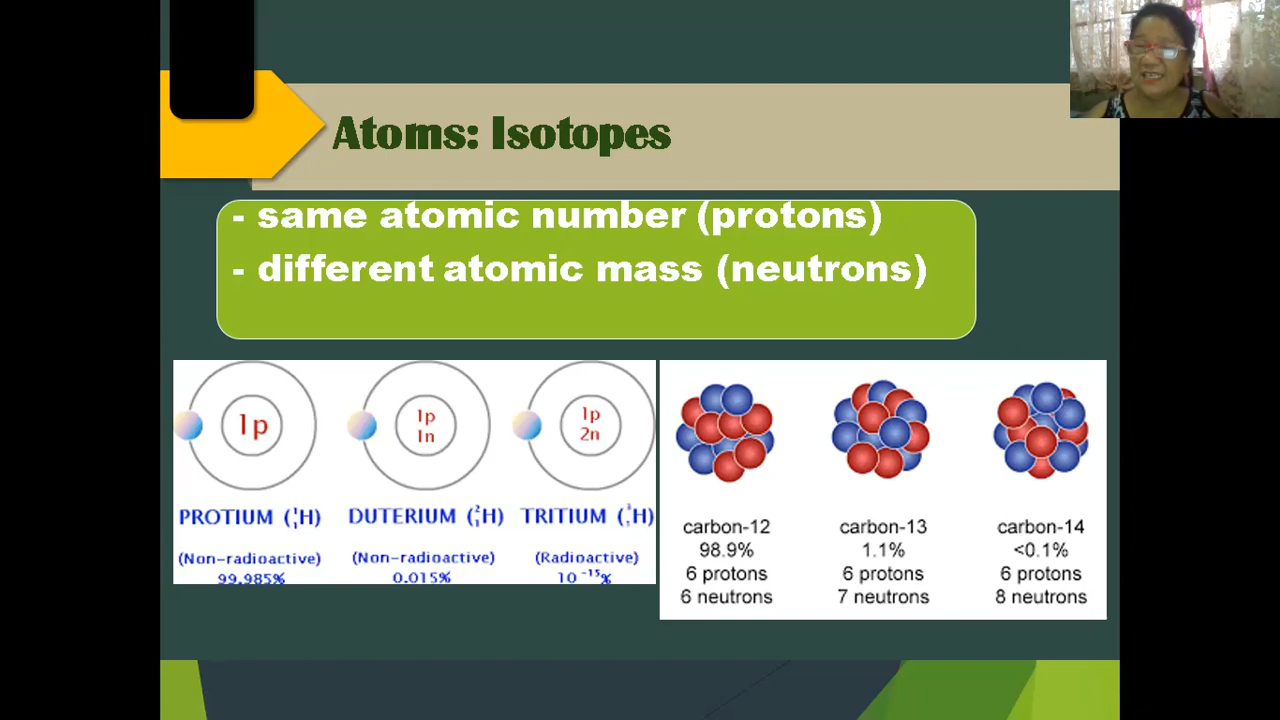 Atoms: Isotopes
- same atomic number (protons)
- different atomic mass (neutrons)
1p
1p
1n
1p
2n
PROTIUM (¹₁H)
DUTERIUM (²₁H)
TRITIUM (³₁H)
(Non-radioactive)
(Non-radioactive)
(Radioactive)
99.985%
0.015%
10⁻¹⁵%
carbon-12
98.9%
6 protons
6 neutrons
carbon-13
1.1%
6 protons
7 neutrons
carbon-14
<0.1%
6 protons
8 neutrons